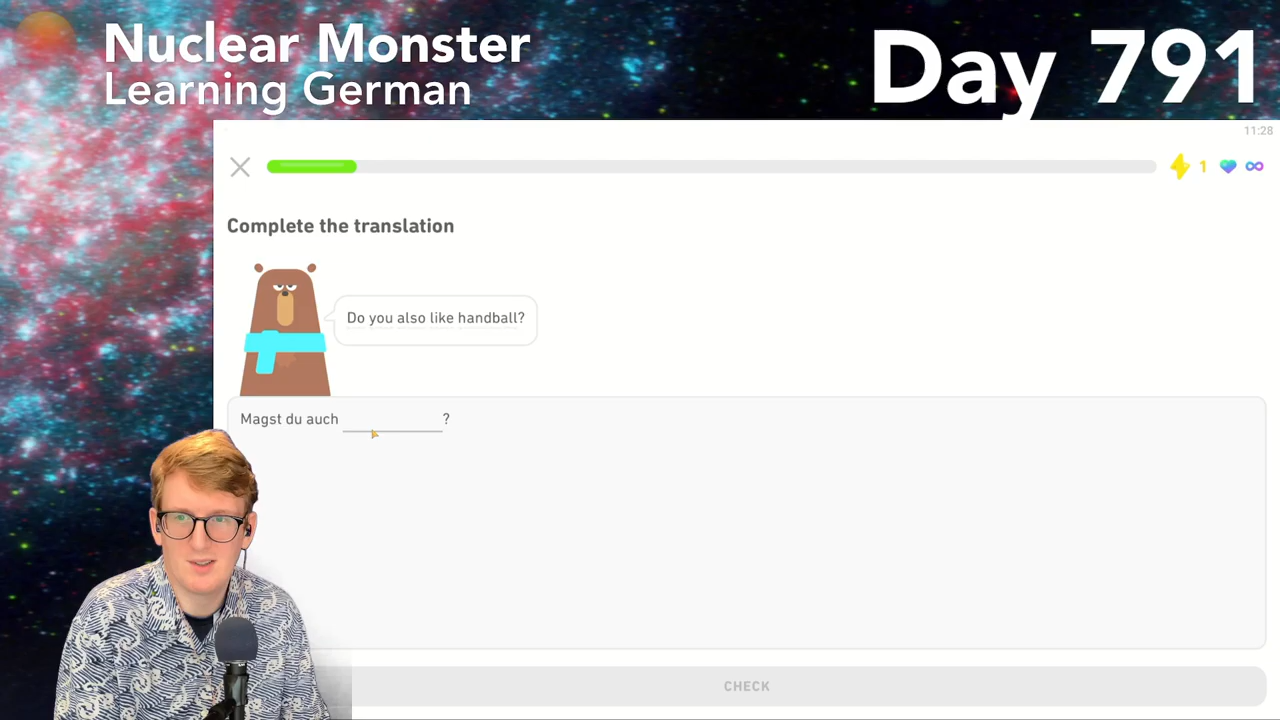 Nuclear Monster
Learning German
Day 791
11:28
1
Complete the translation
Do you also like handball?
Magst du auch __________?
CHECK